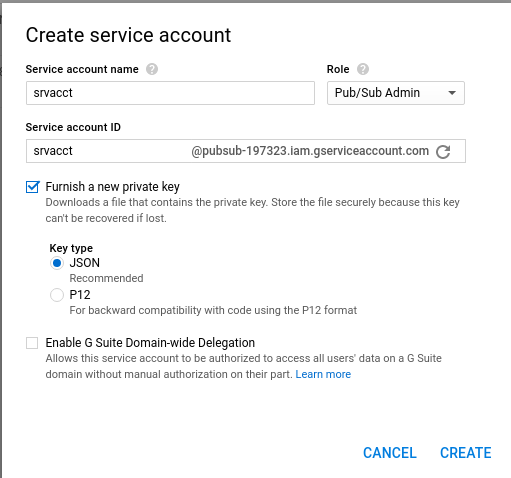 Create service account
Service account name ?
Role ?
srvacct
Pub/Sub Admin
Service account ID
srvacct
@pubsub-197323.iam.gserviceaccount.com
Furnish a new private key
Downloads a file that contains the private key. Store the file securely because this key
can't be recovered if lost.
Key type
JSON
Recommended
P12
For backward compatibility with code using the P12 format
Enable G Suite Domain-wide Delegation
Allows this service account to be authorized to access all users' data on a G Suite
domain without manual authorization on their part. Learn more
CANCEL
CREATE